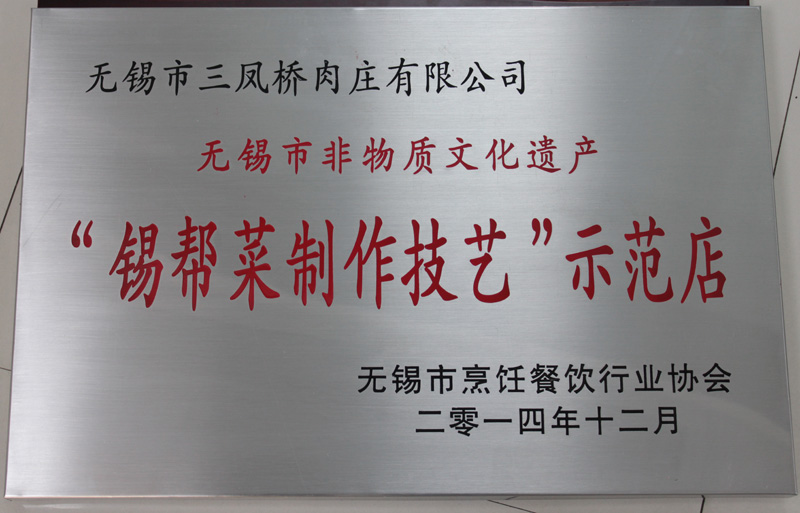 无锡市三凤桥肉庄有限公司
无锡市非物质文化遗产
“锡帮菜制作技艺”示范店
无锡市烹饪餐饮行业协会
二零一四年十二月